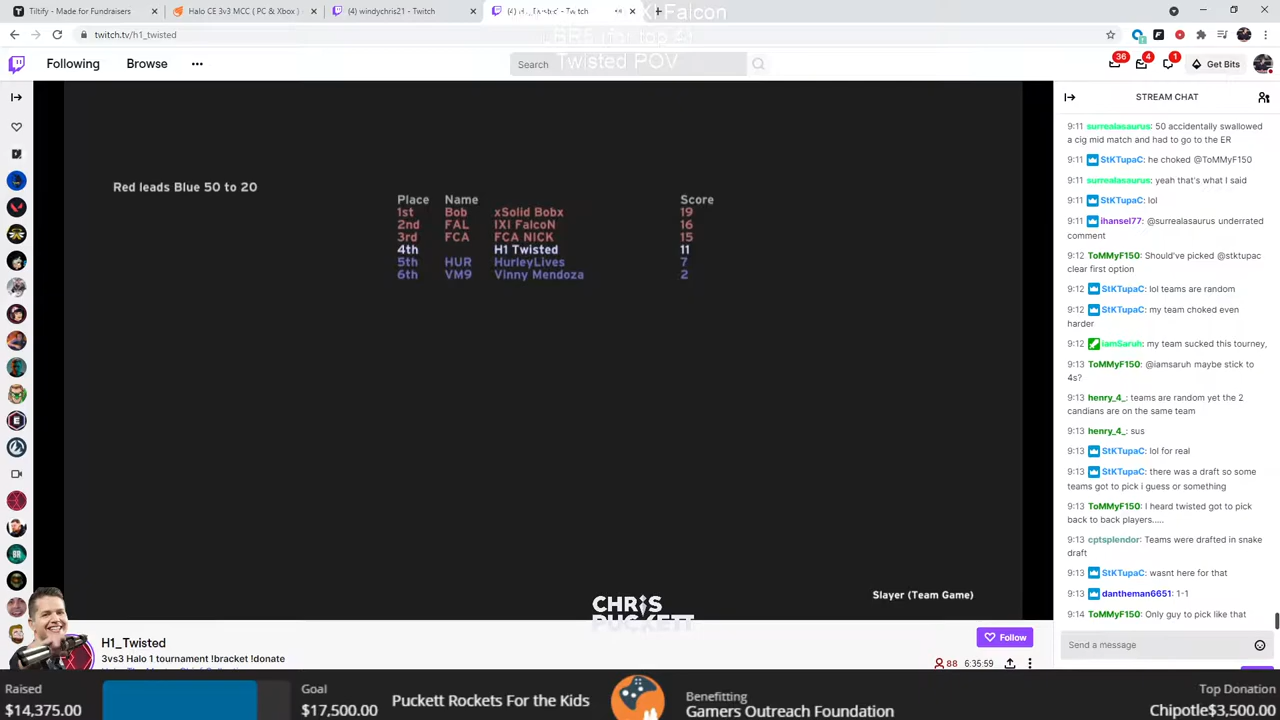 Tiltify - Made for Fundraisers
Halo CE 3v3 MCC ( PC & Xbox )
(4) windychris21 - Twitch
Twitch
XI Falcon
twitch.tv/h1_twisted
Twisted POV
Following
Browse
Search
36
4
1
Get Bits
STREAM CHAT
Red leads Blue 50 to 20
Place Name Score
1st Bob xSolid Bobx 19
2nd FAL IXI FalcoN 16
3rd FCA FCA NICK 15
4th H1 Twisted 11
5th HUR HurleyLives 7
6th VM9 Vinny Mendoza 2
Slayer (Team Game)
9:11 surrealasaurus: 50 accidentally swallowed
a cig mid match and had to go to the ER
9:11 StKTupaC: he choked @ToMMyF150
9:11 surrealasaurus: yeah that's what I said
9:11 StKTupaC: lol
9:11 ihansel77: @surrealasaurus underrated
comment
9:12 ToMMyF150: Should've picked @stktupac
clear first option
9:12 StKTupaC: lol teams are random
9:12 StKTupaC: my team choked even
harder
9:12 iamSaruh: my team sucked this tourney,
9:13 ToMMyF150: @iamsaruh maybe stick to
4s?
9:13 henry_4_: teams are random yet the 2
candians are on the same team
9:13 henry_4_: sus
9:13 StKTupaC: lol for real
9:13 StKTupaC: there was a draft so some
teams got to pick i guess or something
9:13 ToMMyF150: I heard twisted got to pick
back to back players.....
9:13 cptsplendor: Teams were drafted in snake
draft
9:13 StKTupaC: wasnt here for that
9:13 dantheman6651: 1-1
9:14 ToMMyF150: Only guy to pick like that
Send a message
CHRIS
PUCKETT
H1_Twisted
3vs3 Halo 1 tournament !bracket !donate
Follow
88
6:35:59
Raised
$14,375.00
Goal
$17,500.00
Puckett Rockets For the Kids
Benefitting
Gamers Outreach Foundation
Top Donation
Chipotle$3,500.00